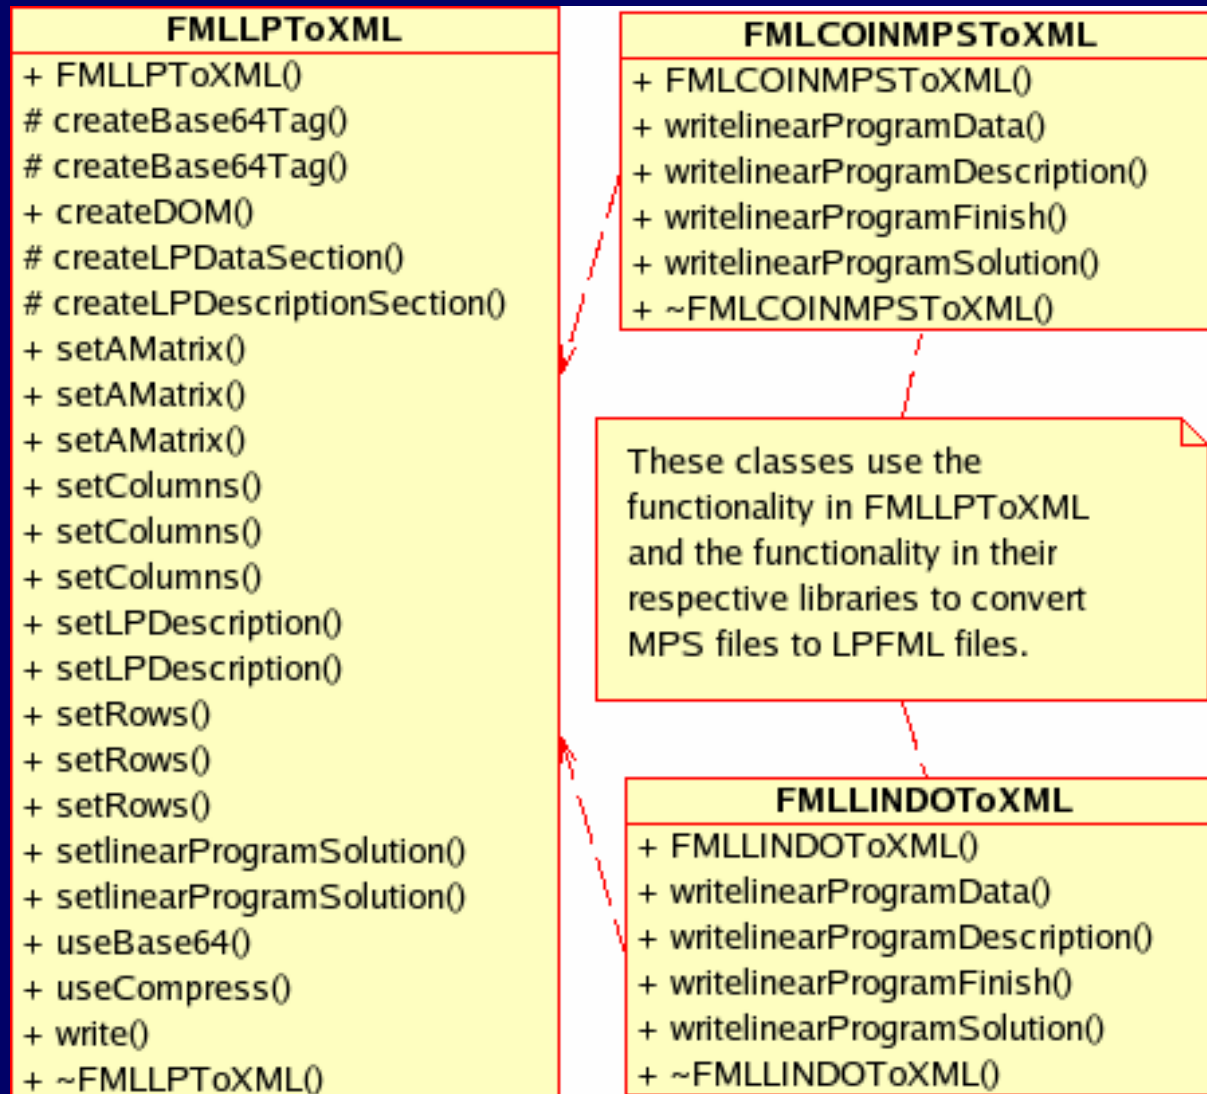 FMLLPToXML
+ FMLLPToXML()
# createBase64Tag()
# createBase64Tag()
+ createDOM()
# createLPDataSection()
# createLPDescriptionSection()
+ setAMatrix()
+ setAMatrix()
+ setAMatrix()
+ setColumns()
+ setColumns()
+ setColumns()
+ setLPDescription()
+ setLPDescription()
+ setRows()
+ setRows()
+ setRows()
+ setlinearProgramSolution()
+ setlinearProgramSolution()
+ useBase64()
+ useCompress()
+ write()
+ ~FMLLPToXML()
FMLCOINMPSToXML
+ FMLCOINMPSToXML()
+ writelinearProgramData()
+ writelinearProgramDescription()
+ writelinearProgramFinish()
+ writelinearProgramSolution()
+ ~FMLCOINMPSToXML()
These classes use the
functionality in FMLLPToXML
and the functionality in their
respective libraries to convert
MPS files to LPFML files.
FMLLINDOToXML
+ FMLLINDOToXML()
+ writelinearProgramData()
+ writelinearProgramDescription()
+ writelinearProgramFinish()
+ writelinearProgramSolution()
+ ~FMLLINDOToXML()